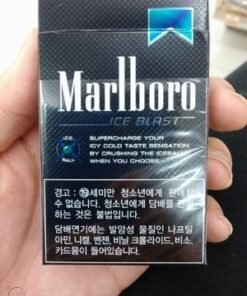 Marlboro
ICE BLAST
ICE
BALL
SUPERCHARGE YOUR
ICY COLD TASTE SENSATION
BY CRUSHING THE ICEBALL
WHEN YOU CHOOSE
경고 : ⑲세미만 청소년에게 판매할
수 없습니다. 청소년에게 담배를 판매
하는 것은 불법입니다.
담배연기에는 발암성 물질인 나프틸
아민, 니켈, 벤젠, 비닐 크롤라이드, 비소,
카드뮴이 들어있습니다.